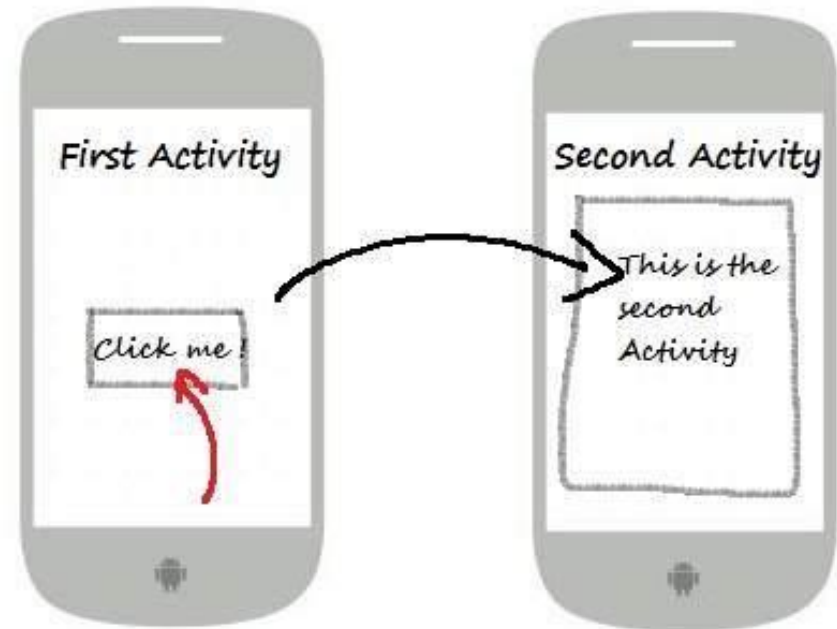 First Activity
Click me!
Second Activity
This is the
second
Activity